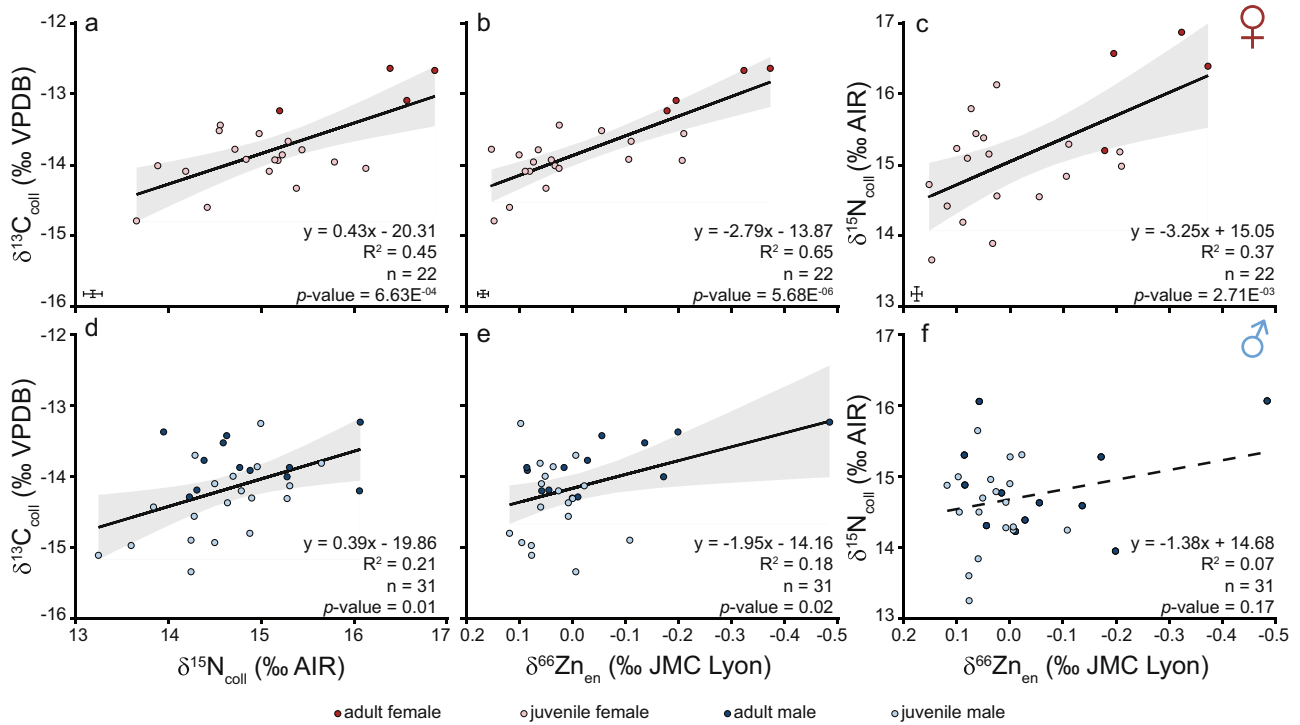 a
b
c
♀
-12
-13
-14
-15
-16
δ13Ccoll (‰ VPDB)
y = 0.43x - 20.31
R2 = 0.45
n = 22
p-value = 6.63E-04
y = -2.79x - 13.87
R2 = 0.65
n = 22
p-value = 5.68E-06
17
16
15
14
13
δ15Ncoll (‰ AIR)
y = -3.25x + 15.05
R2 = 0.37
n = 22
p-value = 2.71E-03
d
e
f
♂
-12
-13
-14
-15
-16
δ13Ccoll (‰ VPDB)
y = 0.39x - 19.86
R2 = 0.21
n = 31
p-value = 0.01
13 14 15 16 17
δ15Ncoll (‰ AIR)
y = -1.95x - 14.16
R2 = 0.18
n = 31
p-value = 0.02
0.2 0.1 0.0 -0.1 -0.2 -0.3 -0.4 -0.5
δ66Znen (‰ JMC Lyon)
17
16
15
14
13
δ15Ncoll (‰ AIR)
y = -1.38x + 14.68
R2 = 0.07
n = 31
p-value = 0.17
0.2 0.1 0.0 -0.1 -0.2 -0.3 -0.4 -0.5
δ66Znen (‰ JMC Lyon)
adult female juvenile female adult male juvenile male